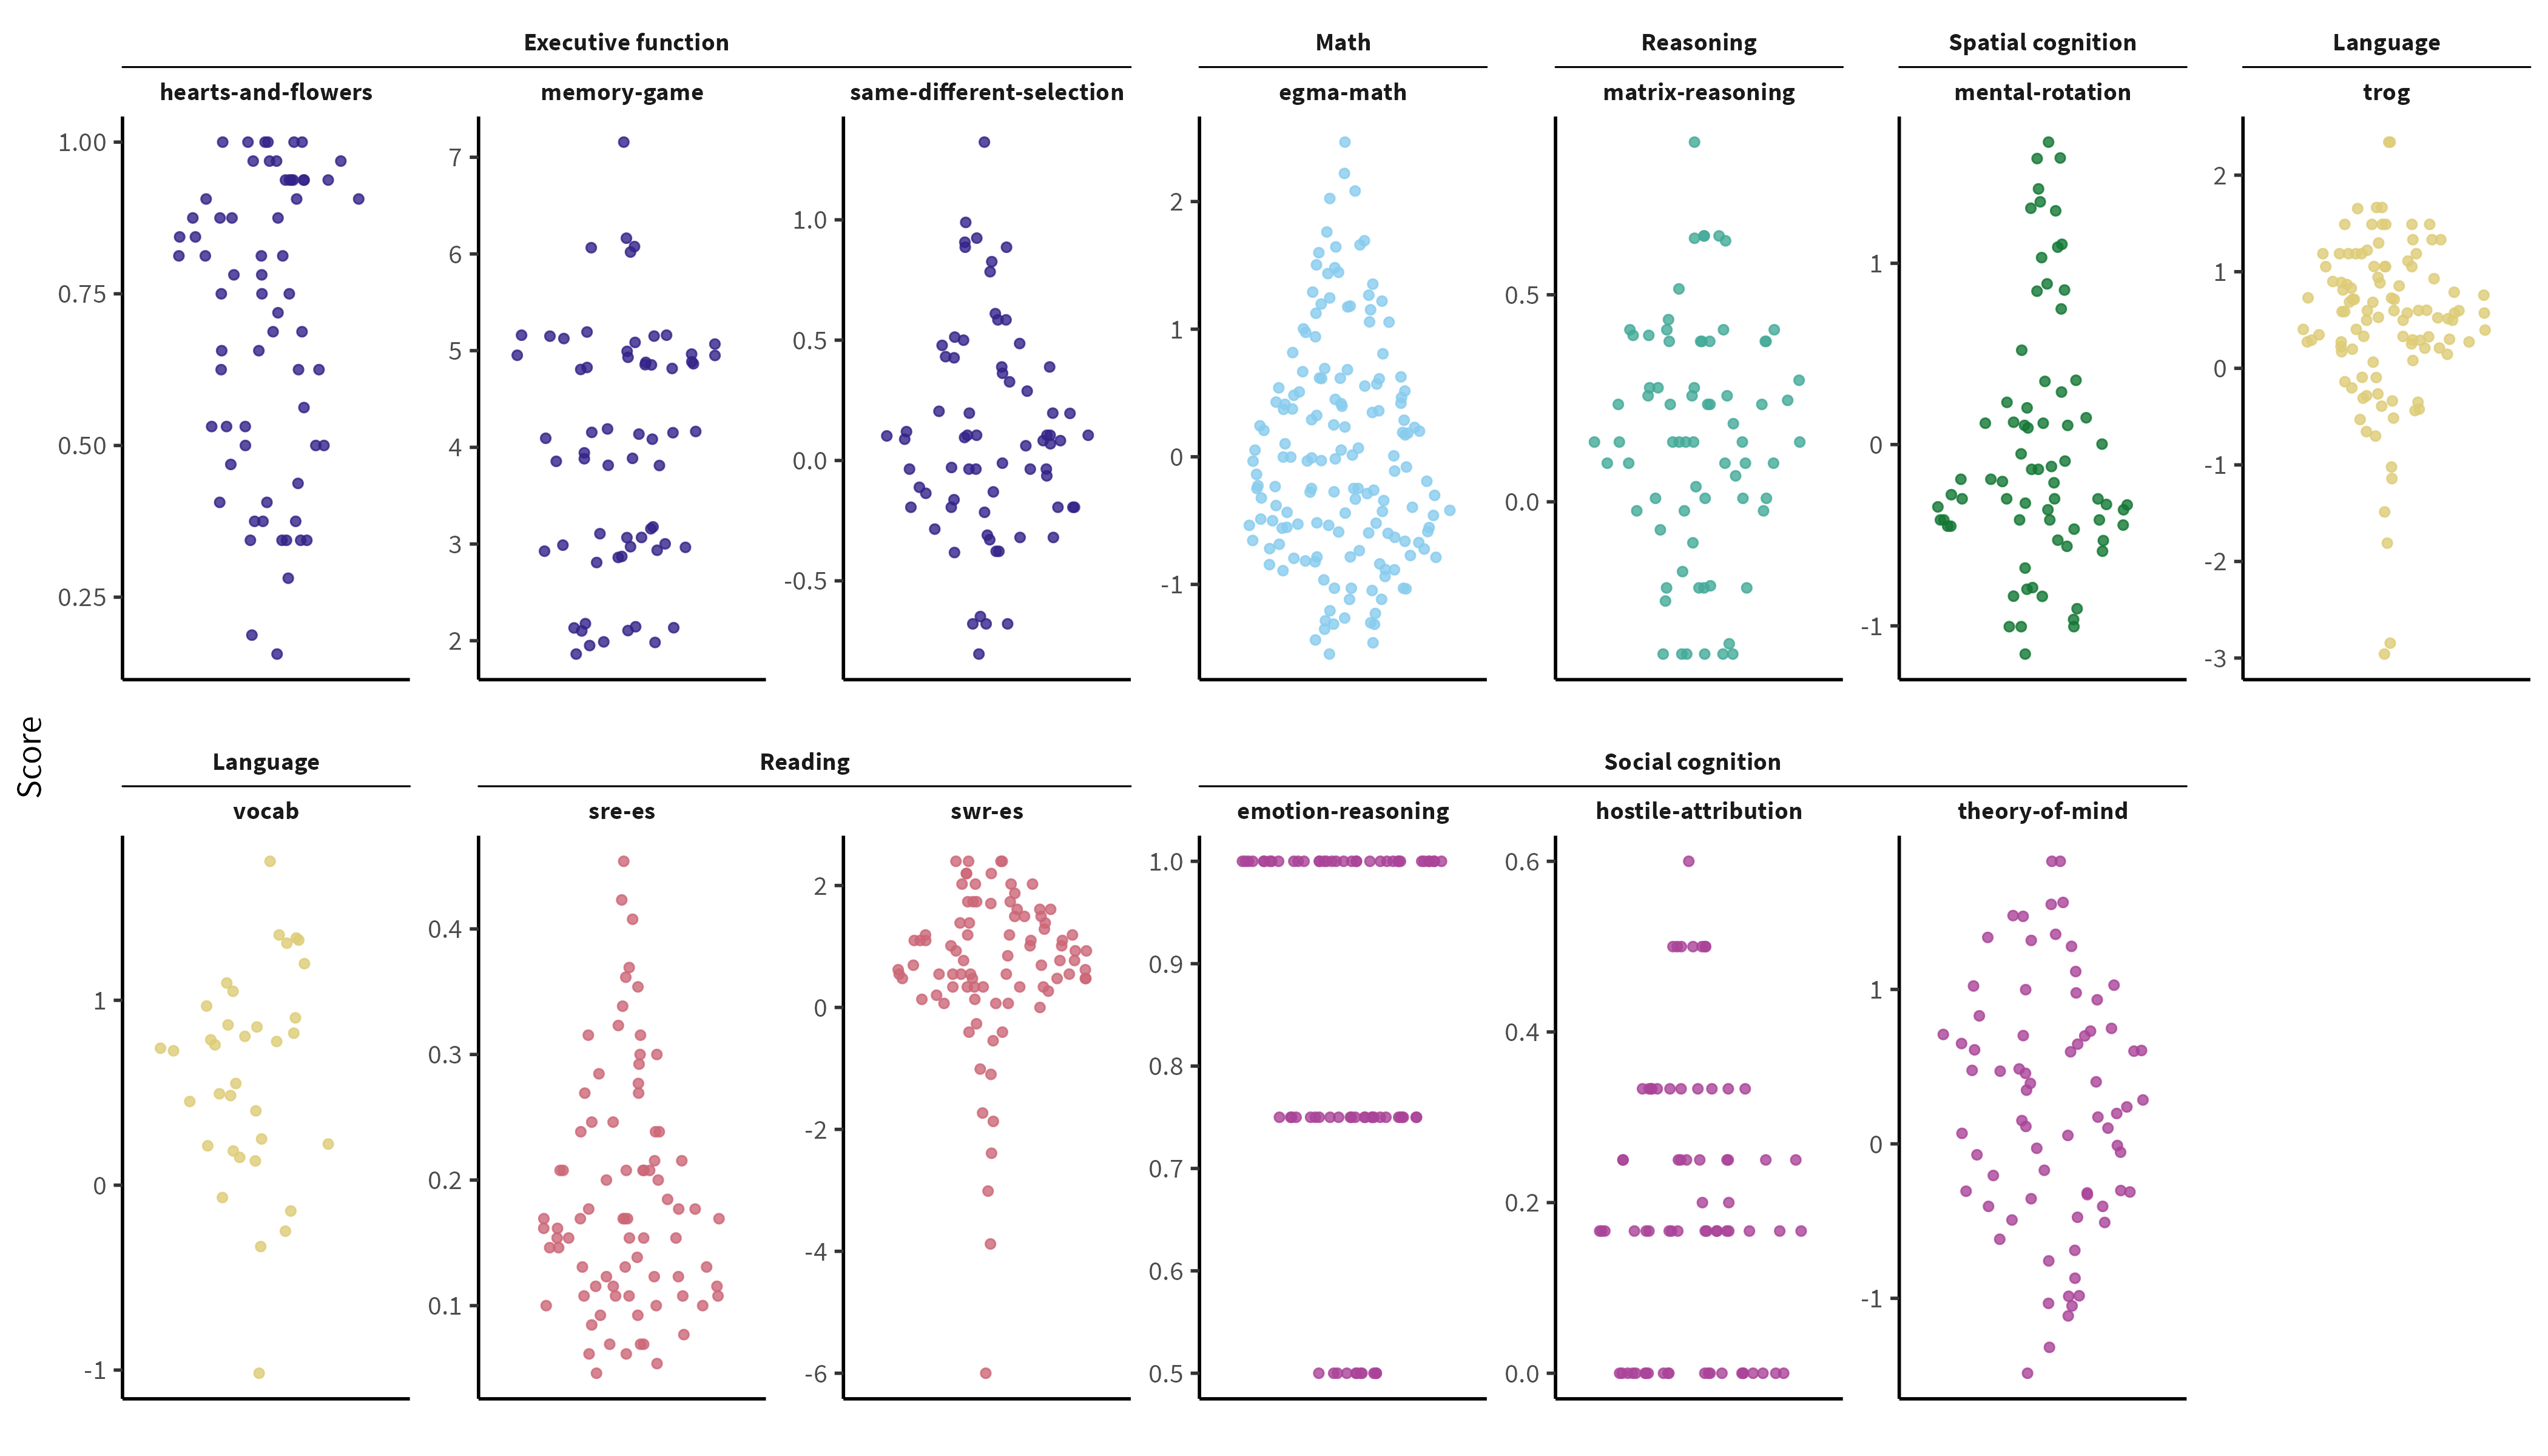 Executive function
Math
Reasoning
Spatial cognition
Language
hearts-and-flowers
memory-game
same-different-selection
egma-math
matrix-reasoning
mental-rotation
trog
1.00
0.75
0.50
0.25
7
6
5
4
3
2
1.0
0.5
0.0
-0.5
2
1
0
-1
0.5
0.0
1
0
-1
2
1
0
-1
-2
-3
Score
Language
Reading
Social cognition
vocab
sre-es
swr-es
emotion-reasoning
hostile-attribution
theory-of-mind
1
0
-1
0.4
0.3
0.2
0.1
2
0
-2
-4
-6
1.0
0.9
0.8
0.7
0.6
0.5
0.6
0.4
0.2
0.0
1
0
-1